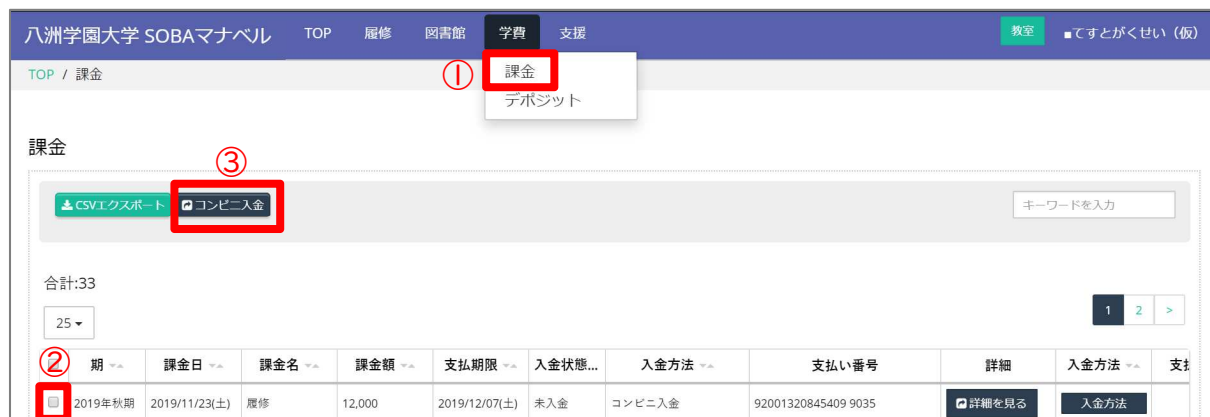 八洲学園大学 SOBAマナベル TOP 履修 図書館 学費 支援 教室 ■てすとがくせい（仮）
TOP / 課金
① 課金
デポジット
課金
③
CSVエクスポート コンビニ入金 キーワードを入力
合計:33
25 1 2 >
② 期 課金日 課金名 課金額 支払期限 入金状態... 入金方法 支払い番号 詳細 入金方法
2019年秋期 2019/11/23(土) 履修 12,000 2019/12/07(土) 未入金 コンビニ入金 92001320845409 9035 詳細を見る 入金方法